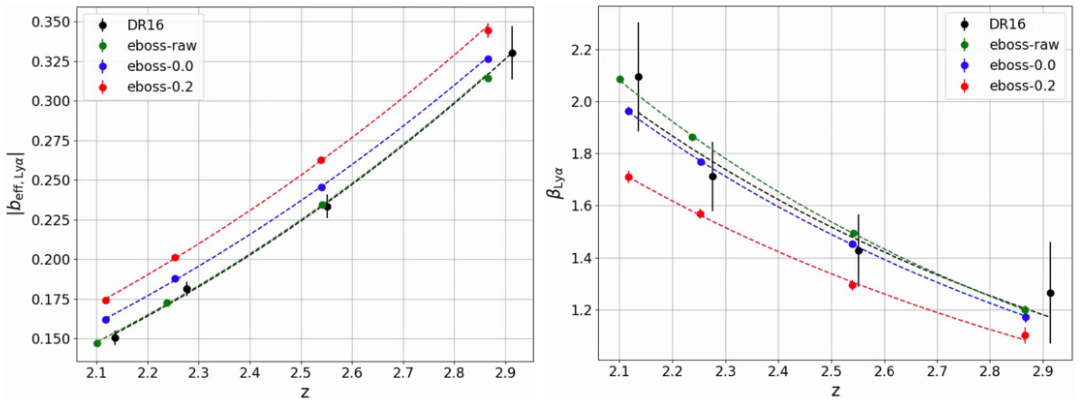 |b_eff,Lyα|
0.350
0.325
0.300
0.275
0.250
0.225
0.200
0.175
0.150
DR16
eboss-raw
eboss-0.0
eboss-0.2
2.1 2.2 2.3 2.4 2.5 2.6 2.7 2.8 2.9
z
β_Lyα
2.2
2.0
1.8
1.6
1.4
1.2
DR16
eboss-raw
eboss-0.0
eboss-0.2
2.1 2.2 2.3 2.4 2.5 2.6 2.7 2.8 2.9
z